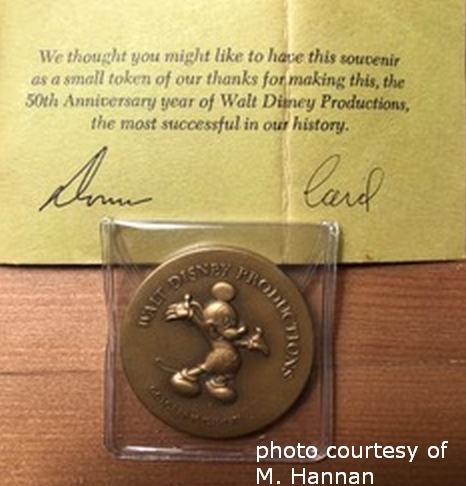 We thought you might like to have this souvenir
as a small token of our thanks for making this, the
50th Anniversary year of Walt Disney Productions,
the most successful in our history.
Donn Card
WALT DISNEY PRODUCTIONS
photo courtesy of
M. Hannan